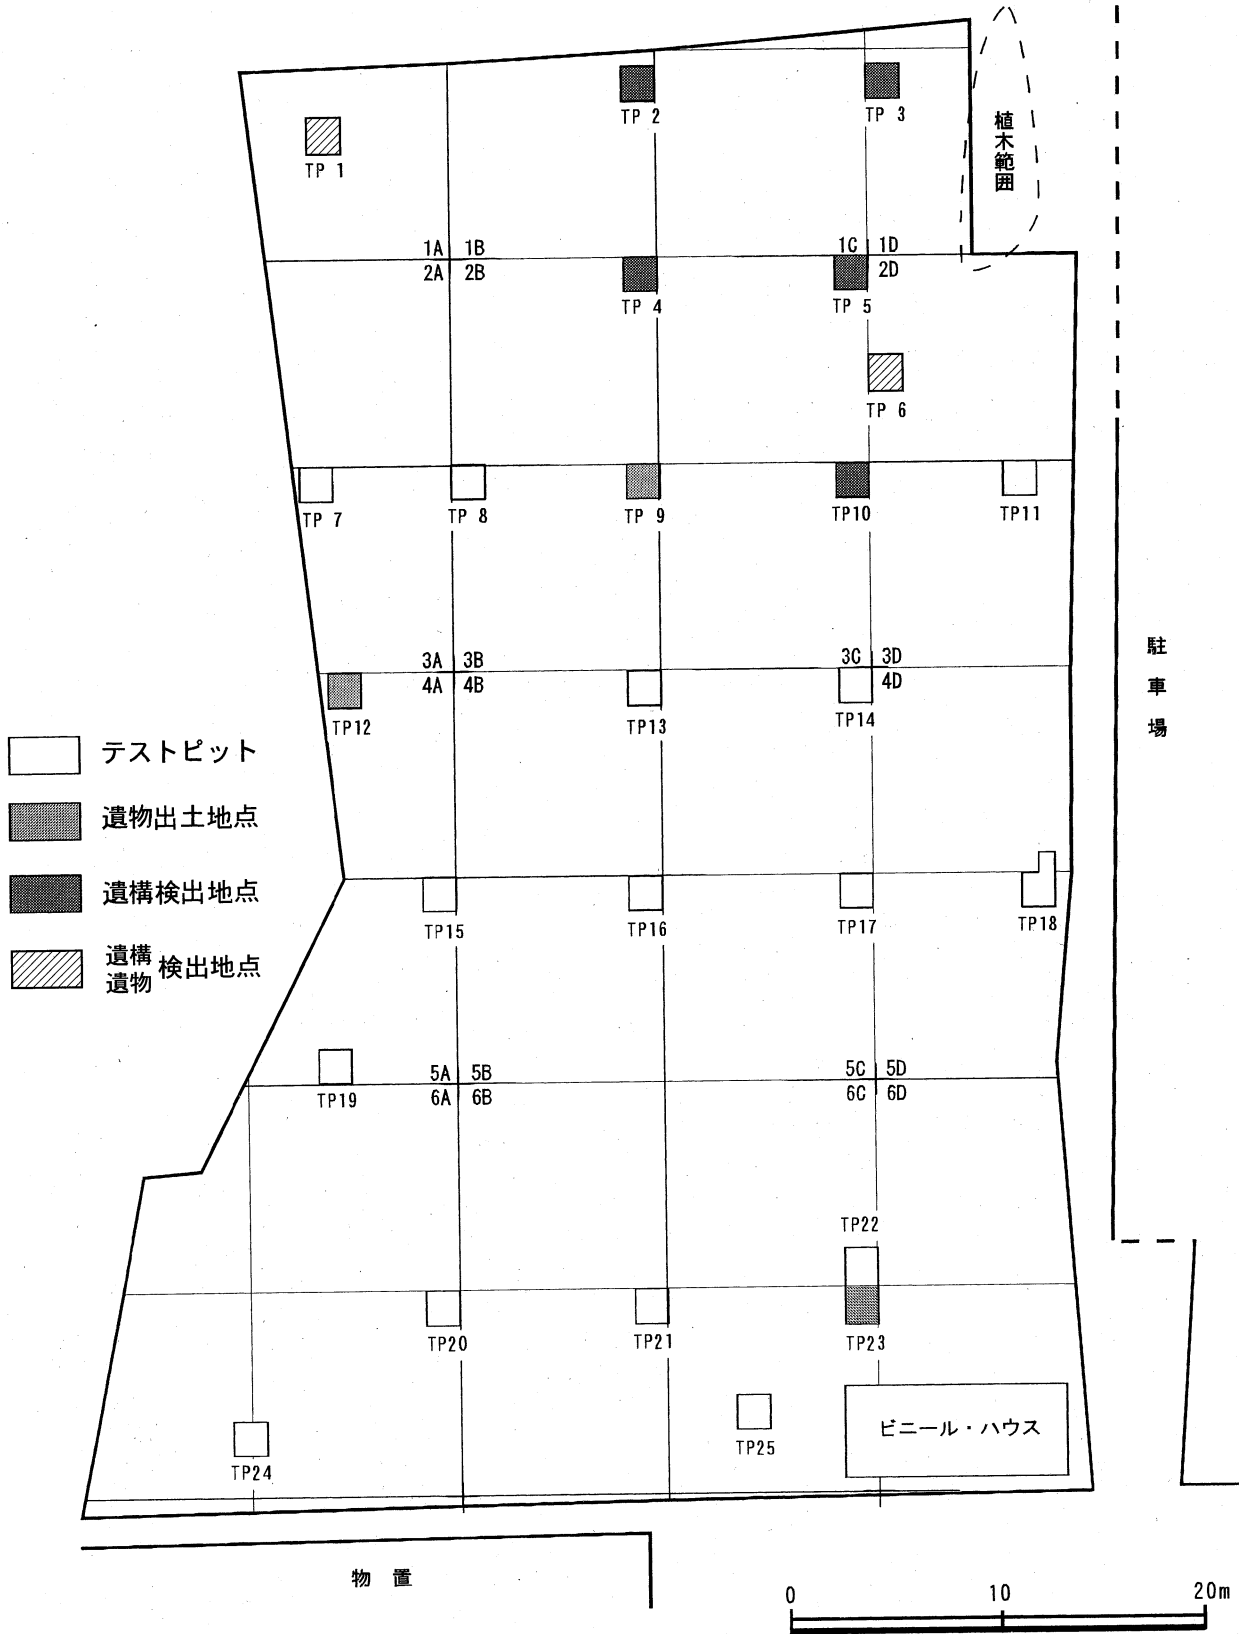 TP 2
TP 3
植木範囲
TP 1
1A 1B
2A 2B
1C 1D
2D
TP 4
TP 5
TP 6
TP 7
TP 8
TP 9
TP10
TP11
3A 3B
4A 4B
3C 3D
4D
TP12
TP13
TP14
駐車場
テストピット
遺物出土地点
遺構検出地点
遺構
遺物 検出地点
TP15
TP16
TP17
TP18
TP19
5A 5B
6A 6B
5C 5D
6C 6D
TP22
TP20
TP21
TP23
TP24
TP25
ビニール・ハウス
物置
0 10 20m